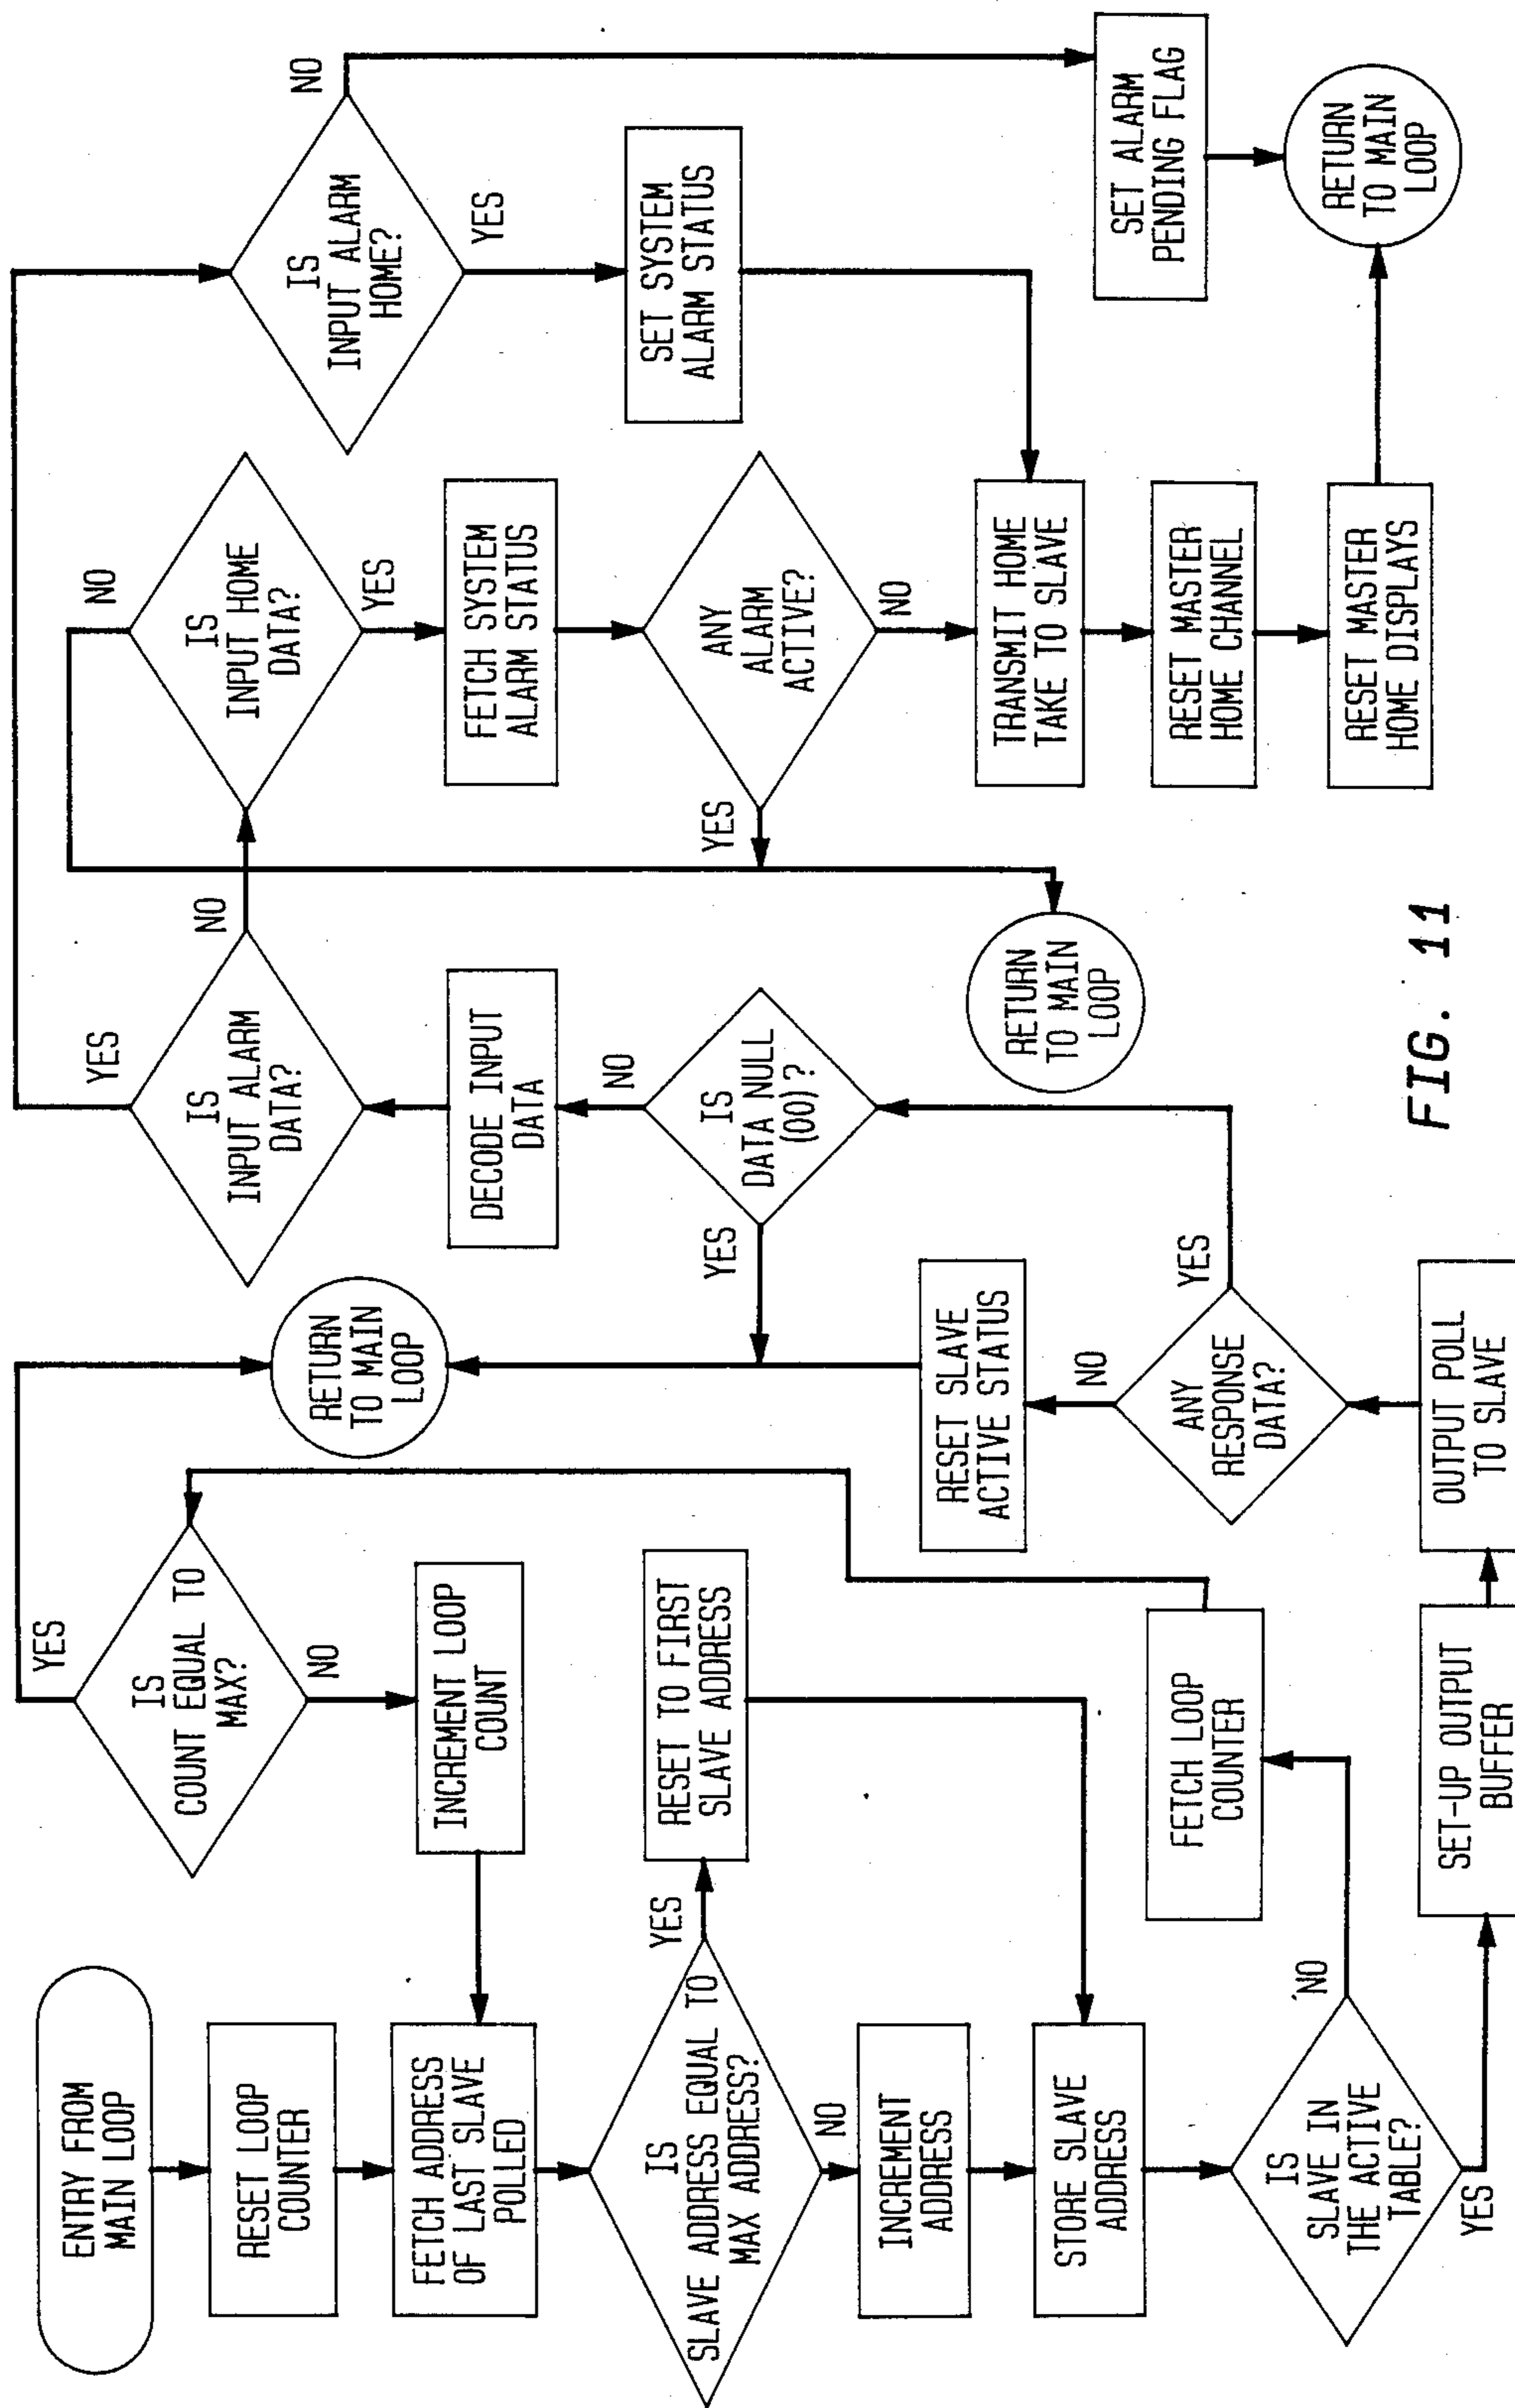 ENTRY FROM
MAIN LOOP
RESET LOOP
COUNTER
FETCH ADDRESS
OF LAST SLAVE
POLLED
IS
SLAVE ADDRESS EQUAL TO
MAX ADDRESS?
YES
NO
INCREMENT
ADDRESS
STORE SLAVE
ADDRESS
IS
SLAVE IN
THE ACTIVE
TABLE?
NO
YES
IS
COUNT EQUAL TO
MAX?
YES
NO
INCREMENT LOOP
COUNT
RESET TO FIRST
SLAVE ADDRESS
FETCH LOOP
COUNTER
SET-UP OUTPUT
BUFFER
RETURN
TO MAIN
LOOP
RESET SLAVE
ACTIVE STATUS
NO
ANY
RESPONSE
DATA?
YES
OUTPUT POLL
TO SLAVE
IS
INPUT ALARM
DATA?
YES
NO
DECODE INPUT
DATA
NO
IS
DATA NULL
(00)?
YES
RETURN
TO MAIN
LOOP
IS
INPUT HOME
DATA?
NO
YES
FETCH SYSTEM
ALARM STATUS
ANY
ALARM
ACTIVE?
YES
NO
TRANSMIT HOME
TAKE TO SLAVE
RESET MASTER
HOME CHANNEL
RESET MASTER
HOME DISPLAYS
IS
INPUT ALARM
HOME?
NO
YES
SET SYSTEM
ALARM STATUS
SET ALARM
PENDING FLAG
RETURN
TO MAIN
LOOP
FIG. 11